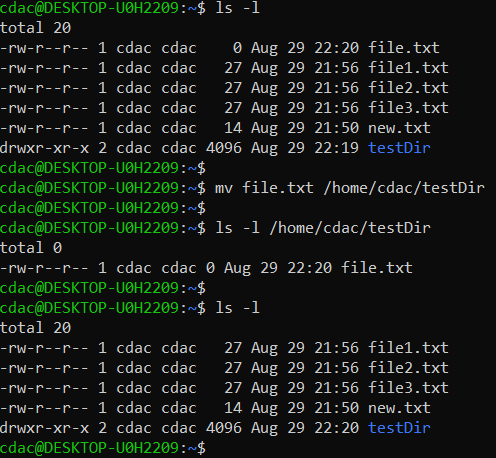 cdac@DESKTOP-U0H2209:~$ ls -l
total 20
-rw-r--r-- 1 cdac cdac    0 Aug 29 22:20 file.txt
-rw-r--r-- 1 cdac cdac   27 Aug 29 21:56 file1.txt
-rw-r--r-- 1 cdac cdac   27 Aug 29 21:56 file2.txt
-rw-r--r-- 1 cdac cdac   27 Aug 29 21:56 file3.txt
-rw-r--r-- 1 cdac cdac   14 Aug 29 21:50 new.txt
drwxr-xr-x 2 cdac cdac 4096 Aug 29 22:19 testDir
cdac@DESKTOP-U0H2209:~$
cdac@DESKTOP-U0H2209:~$ mv file.txt /home/cdac/testDir
cdac@DESKTOP-U0H2209:~$
cdac@DESKTOP-U0H2209:~$ ls -l /home/cdac/testDir
total 0
-rw-r--r-- 1 cdac cdac 0 Aug 29 22:20 file.txt
cdac@DESKTOP-U0H2209:~$
cdac@DESKTOP-U0H2209:~$ ls -l
total 20
-rw-r--r-- 1 cdac cdac   27 Aug 29 21:56 file1.txt
-rw-r--r-- 1 cdac cdac   27 Aug 29 21:56 file2.txt
-rw-r--r-- 1 cdac cdac   27 Aug 29 21:56 file3.txt
-rw-r--r-- 1 cdac cdac   14 Aug 29 21:50 new.txt
drwxr-xr-x 2 cdac cdac 4096 Aug 29 22:20 testDir
cdac@DESKTOP-U0H2209:~$